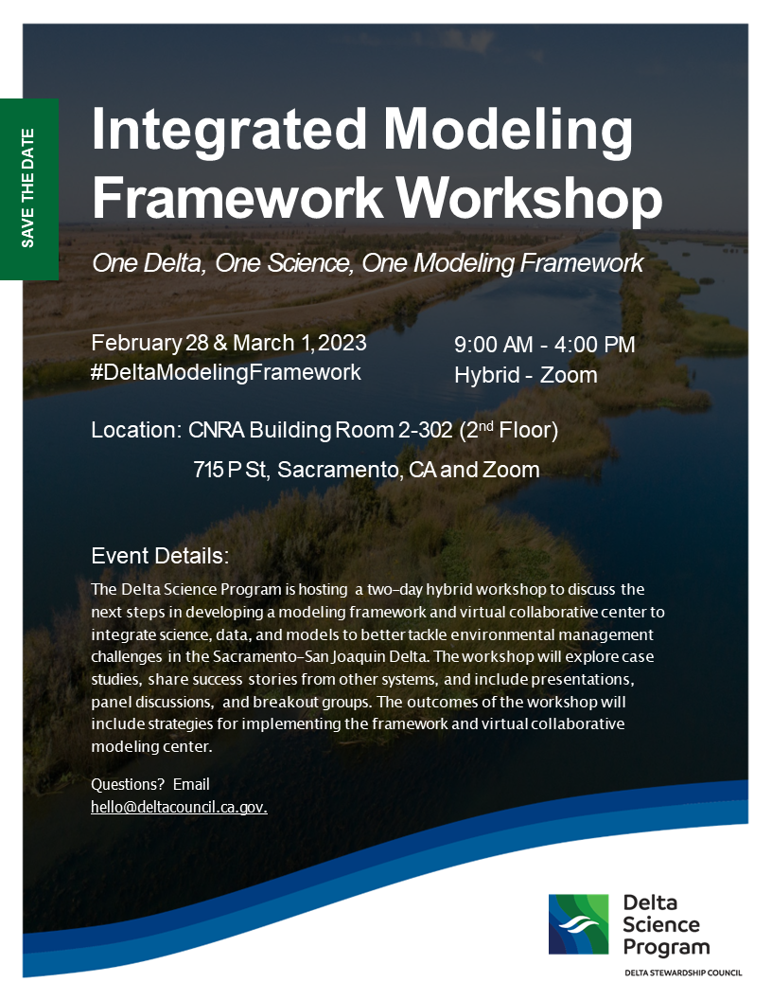 SAVE THE DATE
Integrated Modeling
Framework Workshop
One Delta, One Science, One Modeling Framework
February 28 & March 1, 2023
#DeltaModelingFramework
9:00 AM - 4:00 PM
Hybrid - Zoom
Location: CNRA Building Room 2-302 (2nd Floor)
715 P St, Sacramento, CA and Zoom
Event Details:
The Delta Science Program is hosting a two-day hybrid workshop to discuss the
next steps in developing a modeling framework and virtual collaborative center to
integrate science, data, and models to better tackle environmental management
challenges in the Sacramento-San Joaquin Delta. The workshop will explore case
studies, share success stories from other systems, and include presentations,
panel discussions, and breakout groups. The outcomes of the workshop will
include strategies for implementing the framework and virtual collaborative
modeling center.
Questions? Email
hello@deltacouncil.ca.gov.
Delta
Science
Program
DELTA STEWARDSHIP COUNCIL